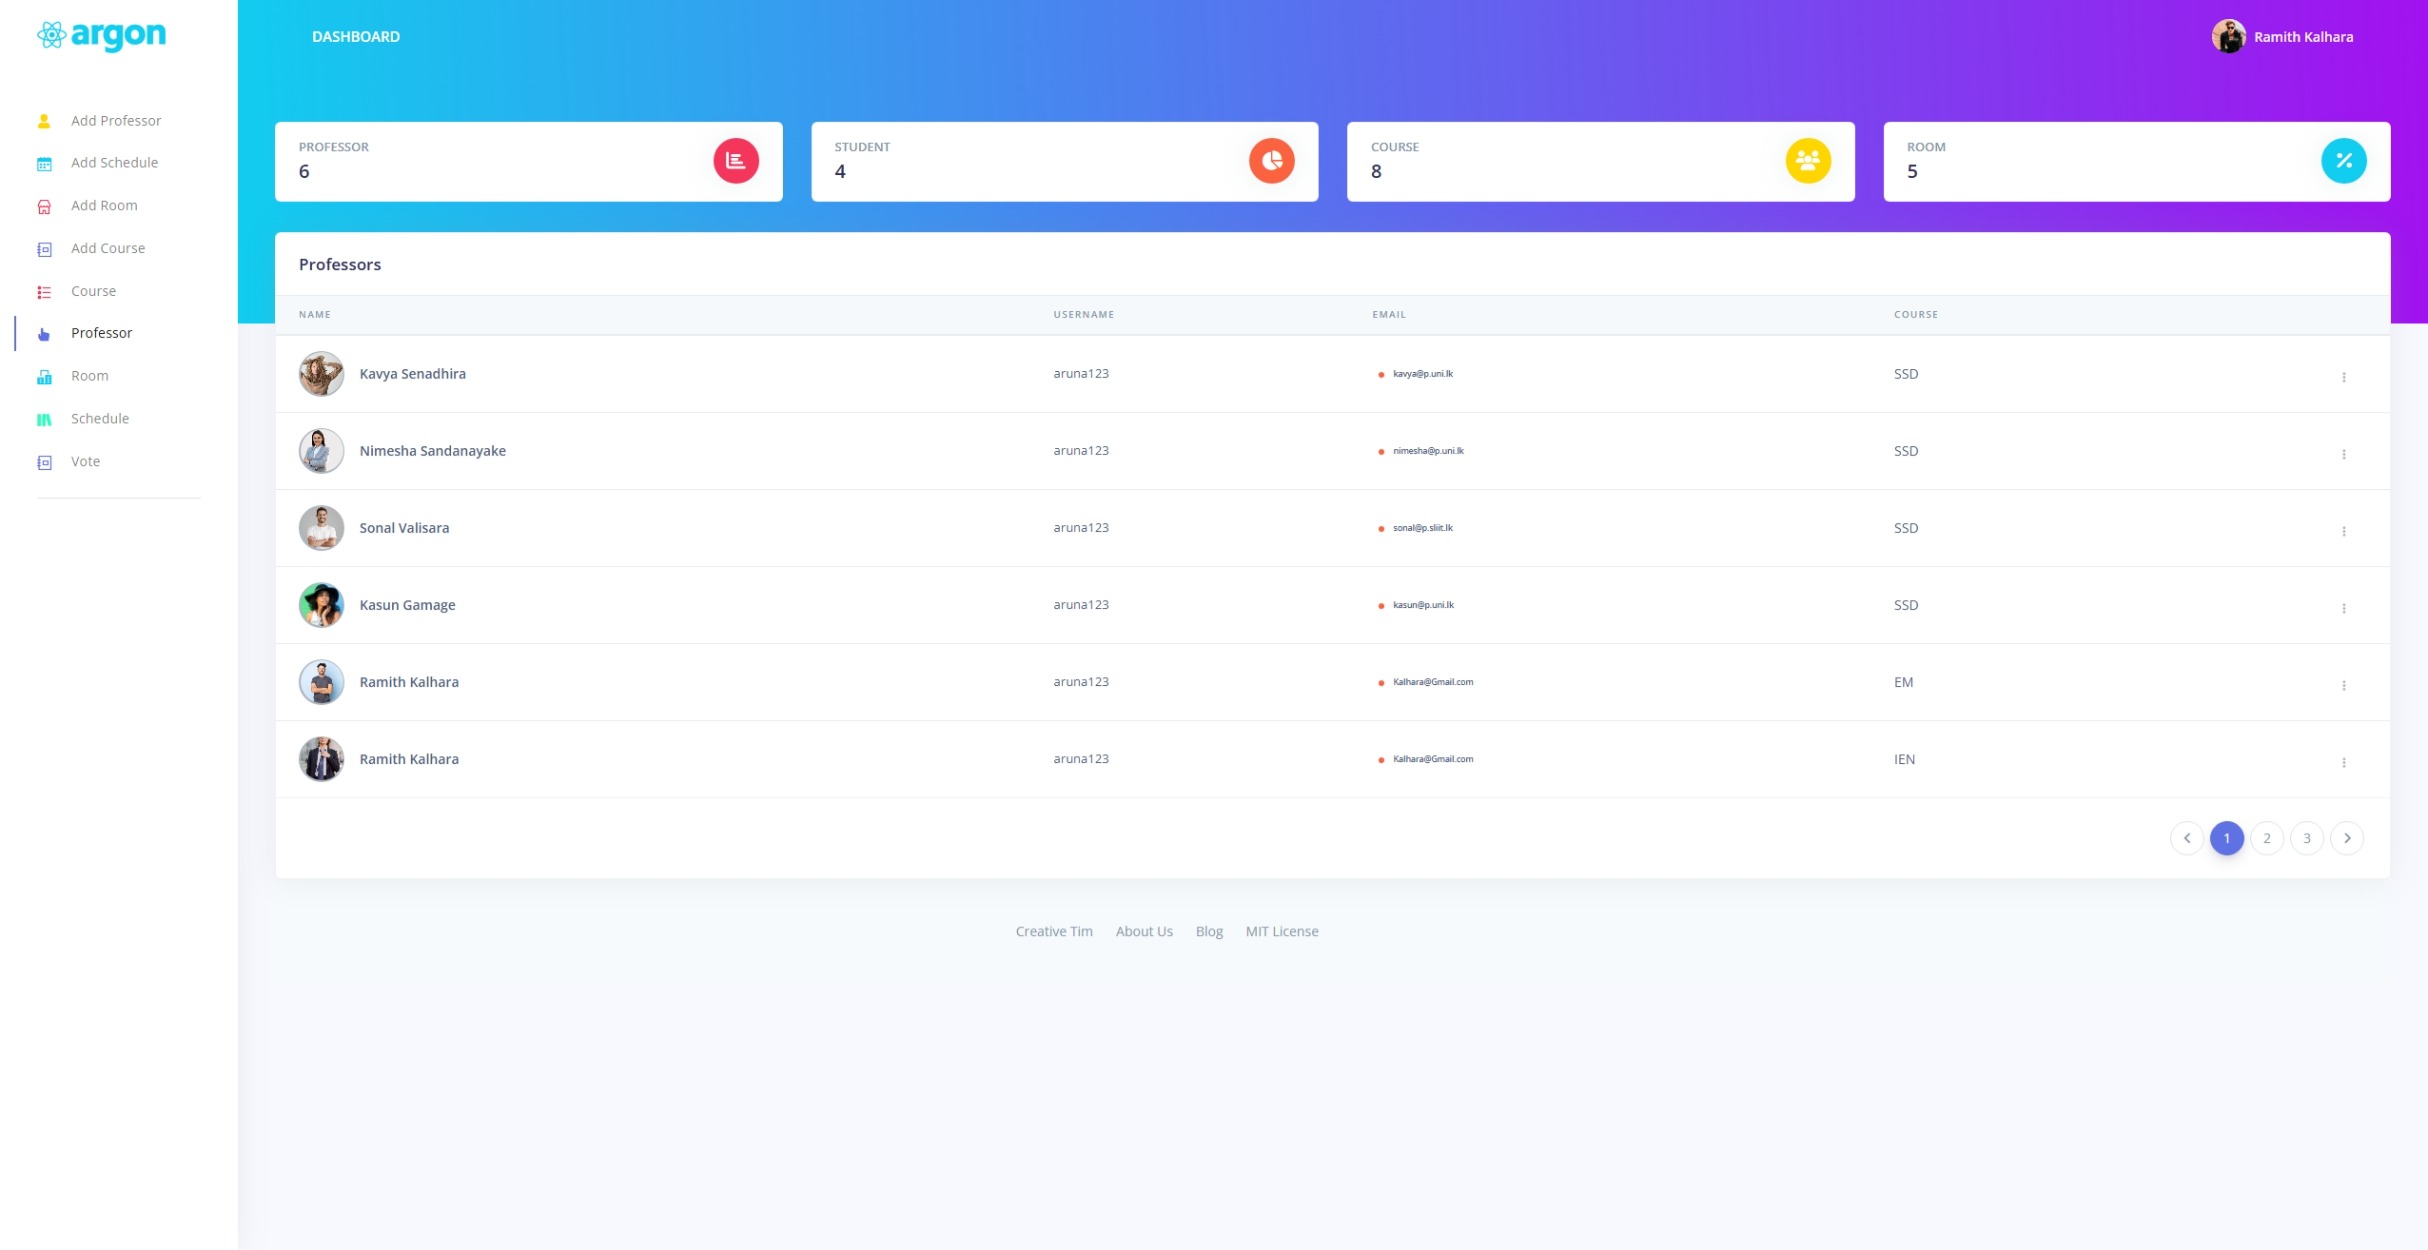 argon
DASHBOARD
Ramith Kalhara
Add Professor
Add Schedule
Add Room
Add Course
Course
Professor
Room
Schedule
Vote
PROFESSOR
6
STUDENT
4
COURSE
8
ROOM
5
Professors
NAME USERNAME EMAIL COURSE
Kavya Senadhira aruna123 kavya@p.uni.lk SSD
Nimesha Sandanayake aruna123 nimesha@p.uni.lk SSD
Sonal Valisara aruna123 sonal@p.sliit.lk SSD
Kasun Gamage aruna123 kasun@p.uni.lk SSD
Ramith Kalhara aruna123 Kalhara@Gmail.com EM
Ramith Kalhara aruna123 Kalhara@Gmail.com IEN
1 2 3
Creative Tim About Us Blog MIT License